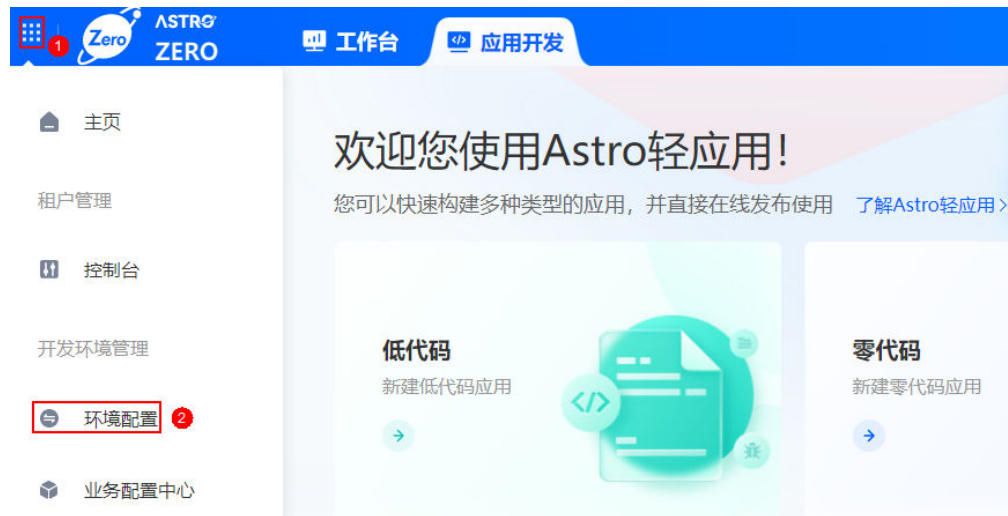 1
Zero
ASTRO
ZERO
工作台
应用开发
主页
租户管理
控制台
开发环境管理
环境配置 2
业务配置中心
欢迎您使用Astro轻应用！
您可以快速构建多种类型的应用，并直接在线发布使用 了解Astro轻应用>
低代码
新建低代码应用
零代码
新建零代码应用